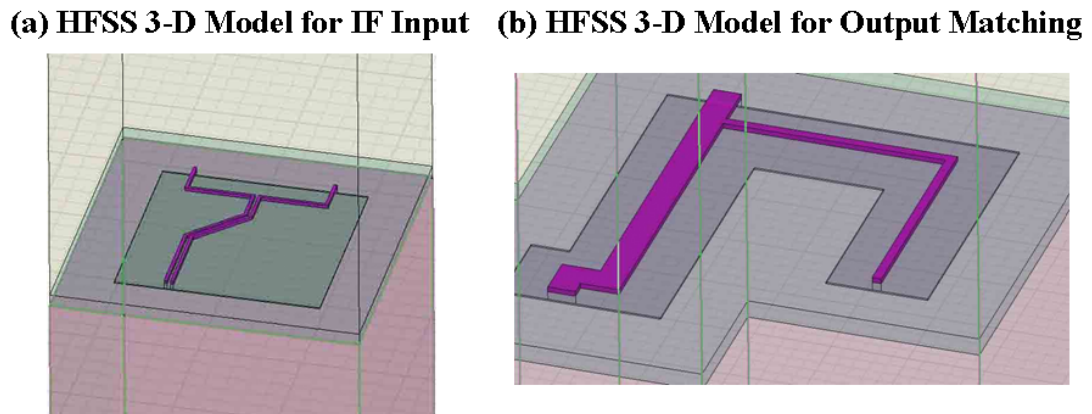 (a) HFSS 3-D Model for IF Input
(b) HFSS 3-D Model for Output Matching